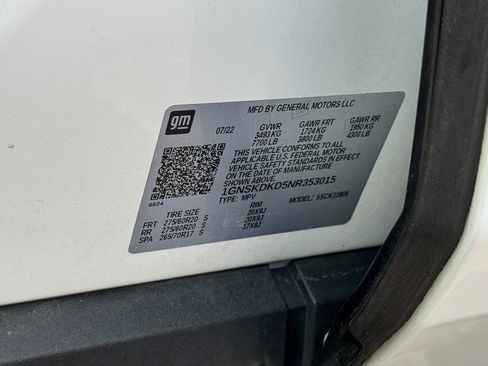 gm
MFD BY GENERAL MOTORS LLC
07/22 GVWR GAWR FRT GAWR RR
3493 KG 1724 KG 1950 KG
7700 LB 3800 LB 4300 LB
THIS VEHICLE CONFORMS TO ALL APPLICABLE U.S. FEDERAL MOTOR
VEHICLE SAFETY STANDARDS IN EFFECT ON THE DATE OF
MANUFACTURE SHOWN ABOVE.
1GNSKDKD5NR353015
8624 TYPE: MPV MODEL:
TIRE SIZE RIM
FRT 275/60R20 S 20X9J
RR 275/60R20 S 20X9J
SPA 265/70R17 S 17X8J